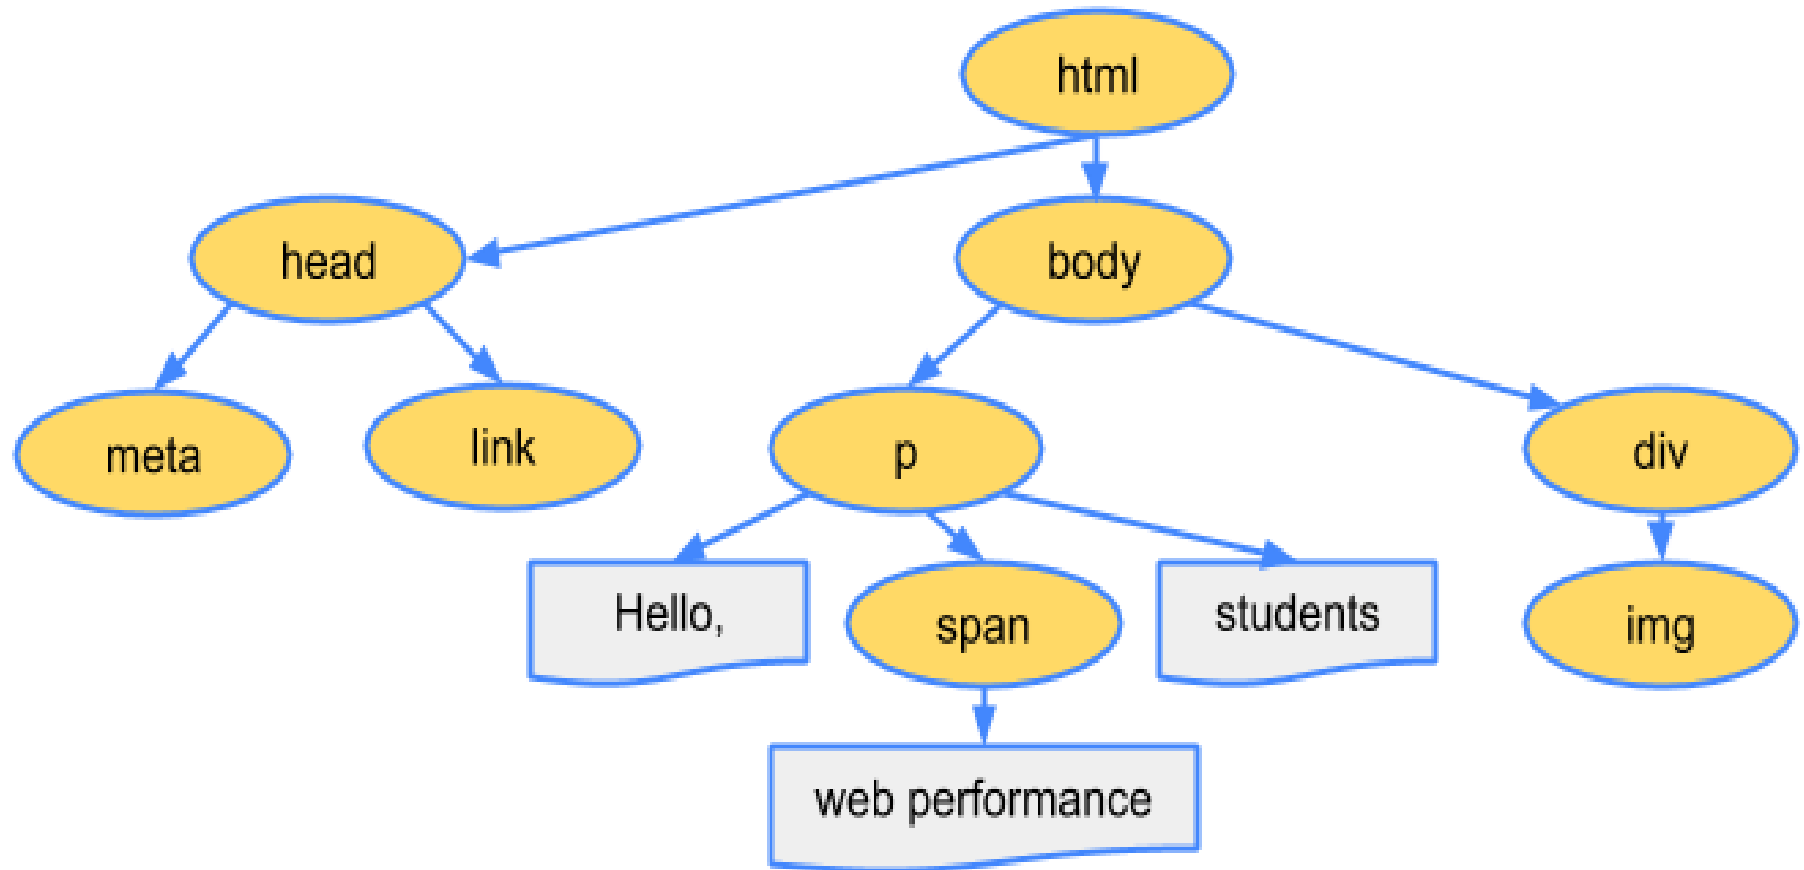 html
head
body
meta
link
p
div
Hello,
span
students
img
web performance